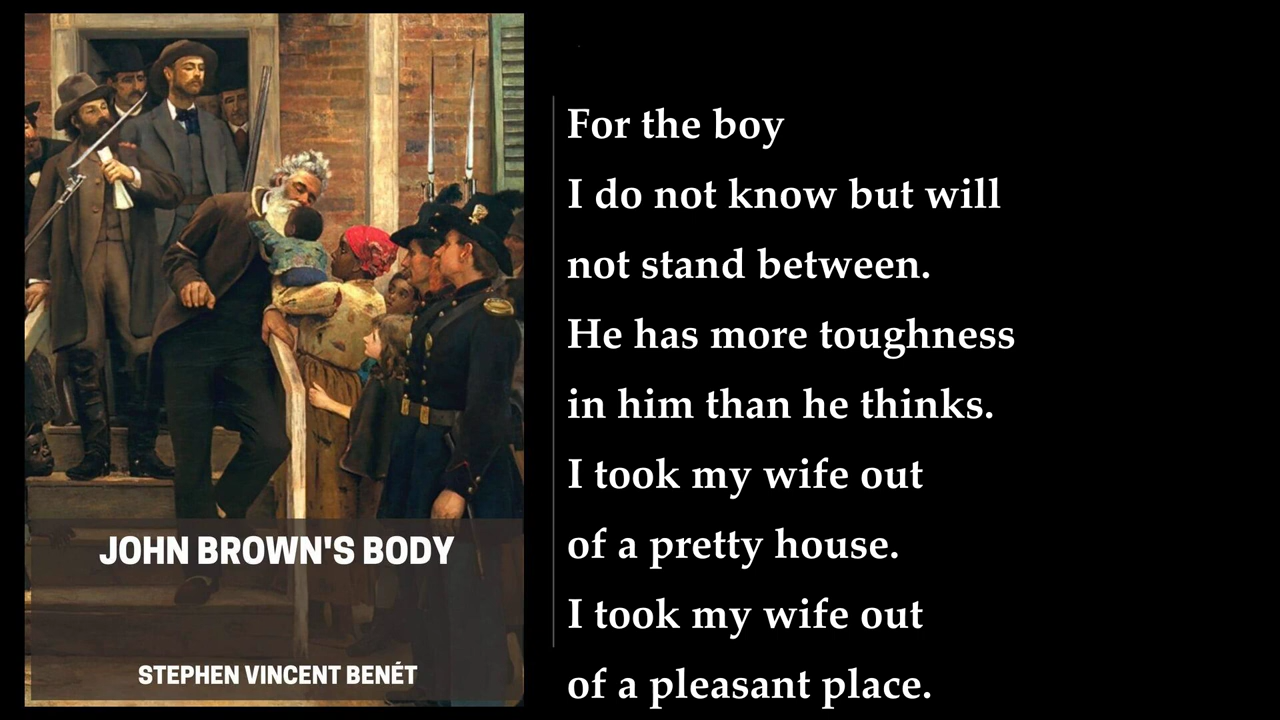 JOHN BROWN'S BODY
STEPHEN VINCENT BENÉT
For the boy
I do not know but will
not stand between.
He has more toughness
in him than he thinks.
I took my wife out
of a pretty house.
I took my wife out
of a pleasant place.